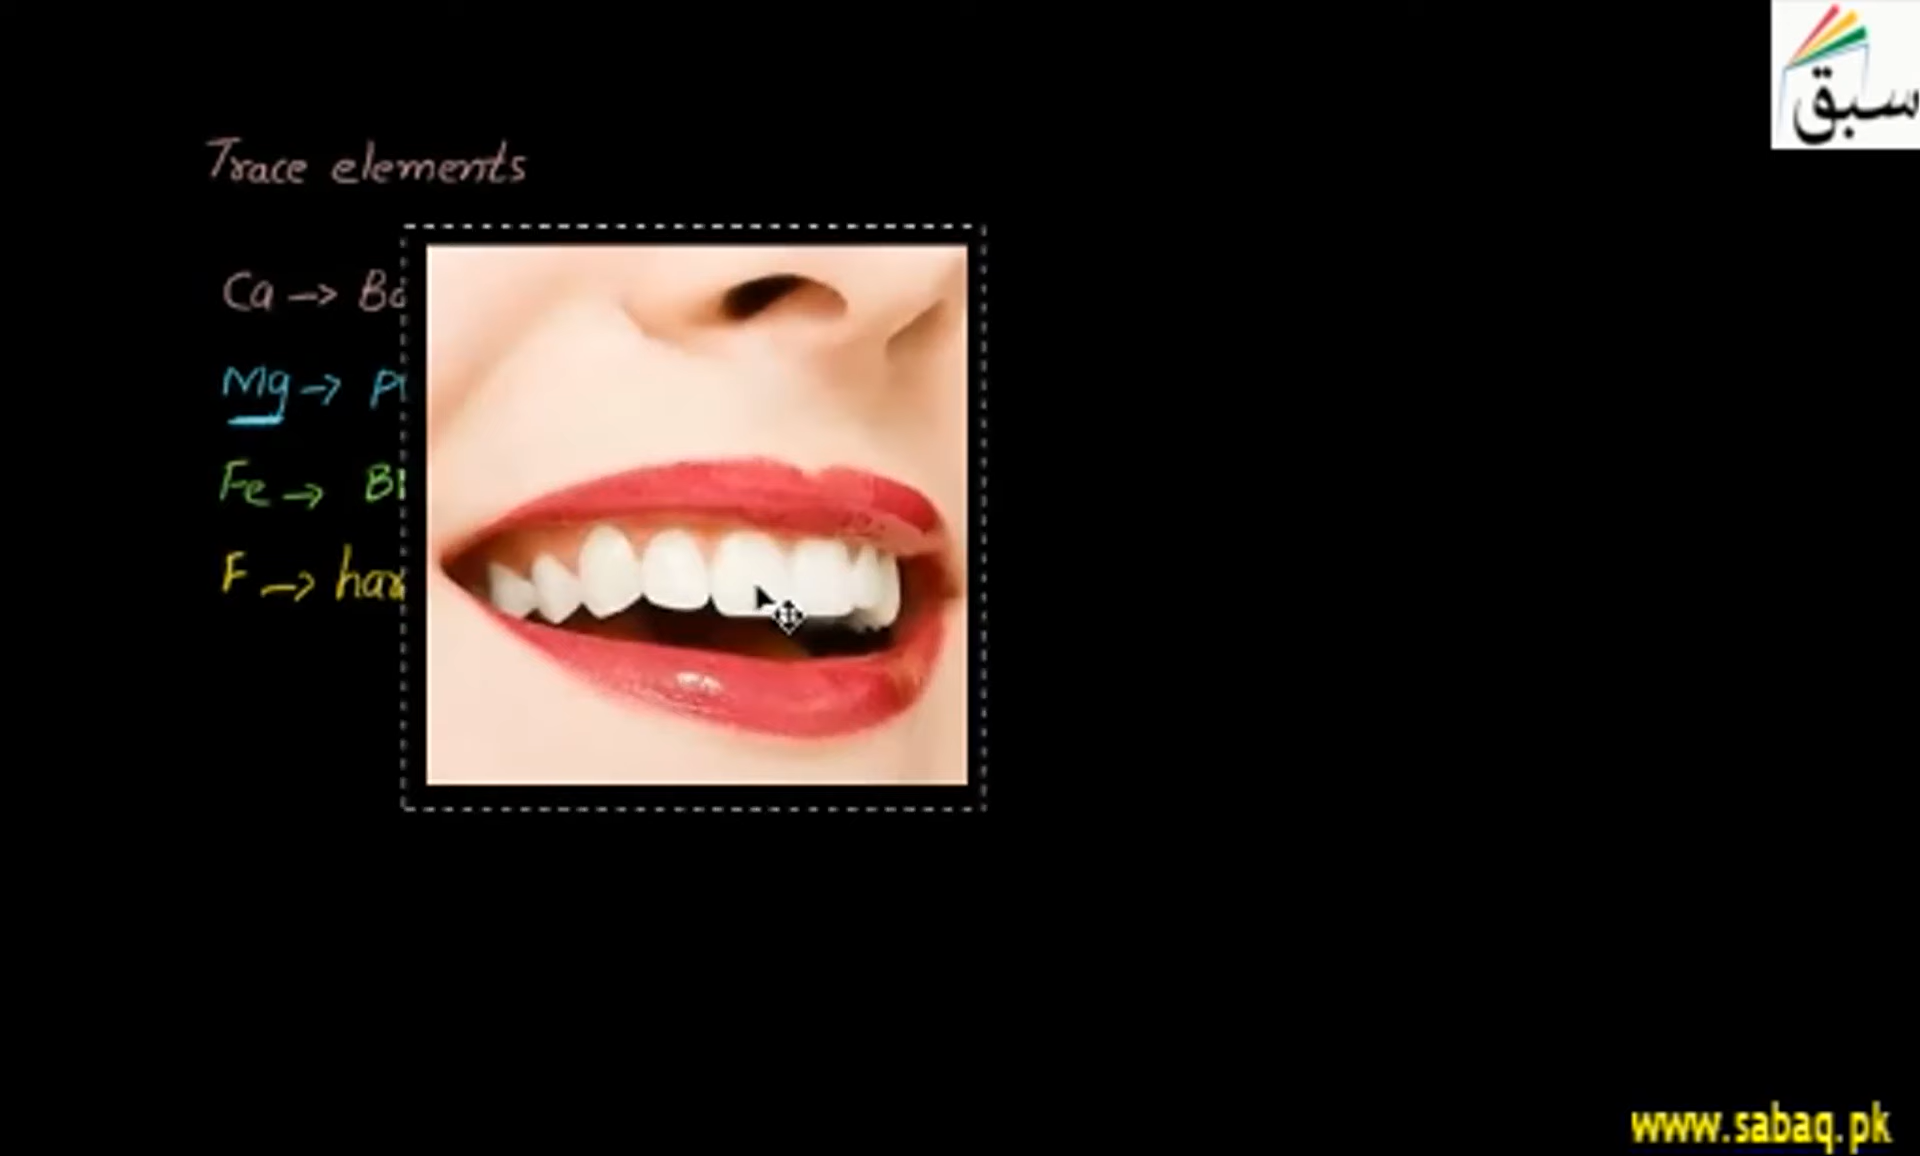 سبق
Trace elements
Ca →
Mg →
Fe →
F →
www.sabaq.pk